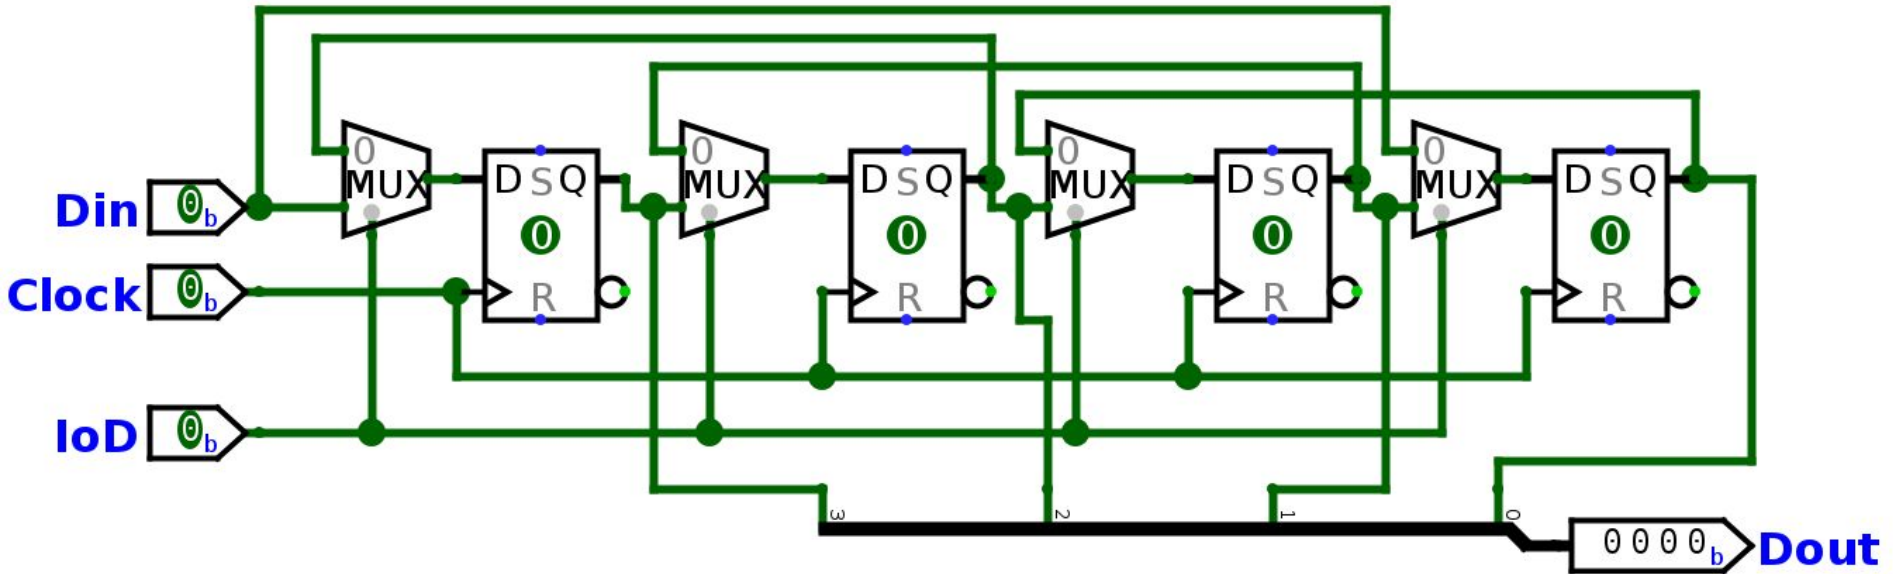 0 MUX D S Q 0 R
0 MUX D S Q 0 R
0 MUX D S Q 0 R
0 MUX D S Q 0 R
Din 0b
Clock 0b
IoD 0b
3 2 1 0
0000b Dout